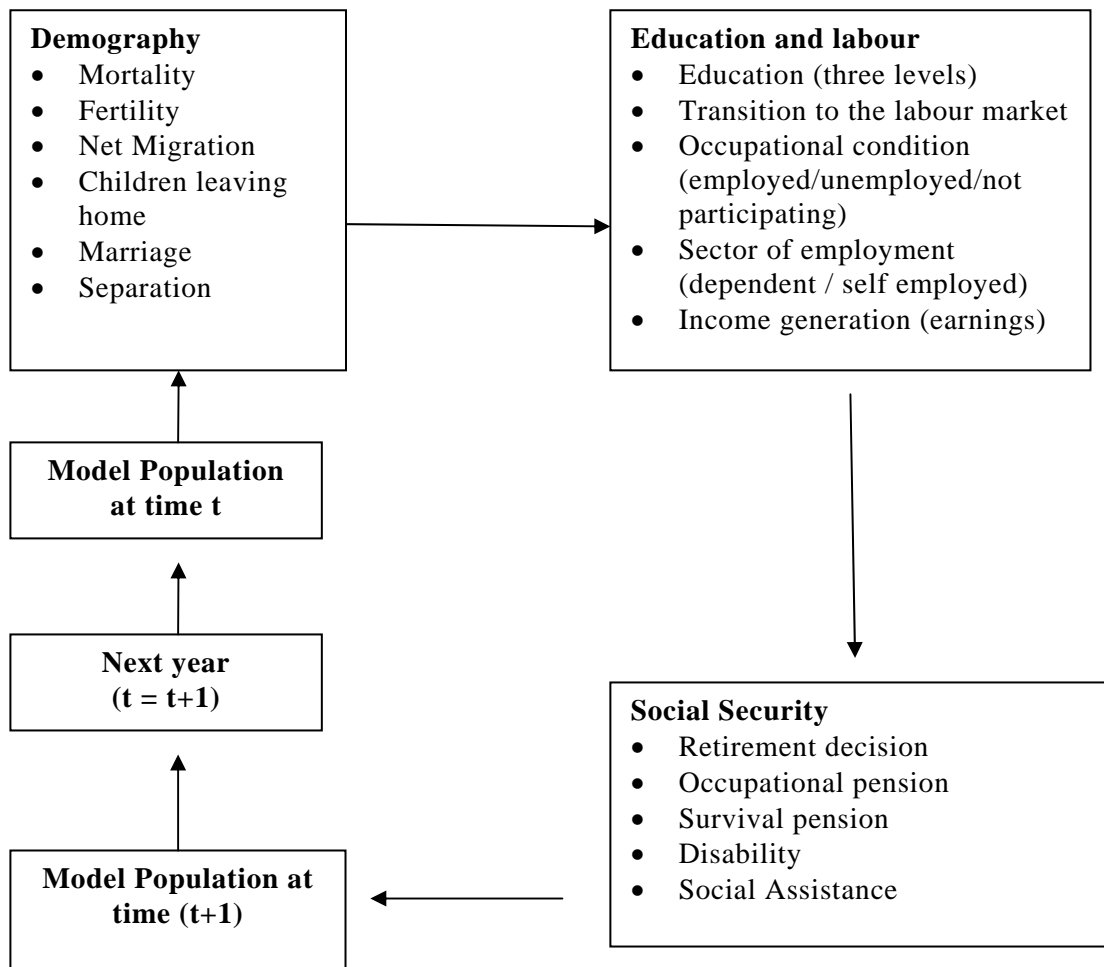 Demography
• Mortality
• Fertility
• Net Migration
• Children leaving
home
• Marriage
• Separation
Education and labour
• Education (three levels)
• Transition to the labour market
• Occupational condition
(employed/unemployed/not
participating)
• Sector of employment
(dependent / self employed)
• Income generation (earnings)
Model Population
at time t
Next year
(t = t+1)
Social Security
• Retirement decision
• Occupational pension
• Survival pension
• Disability
• Social Assistance
Model Population at
time (t+1)